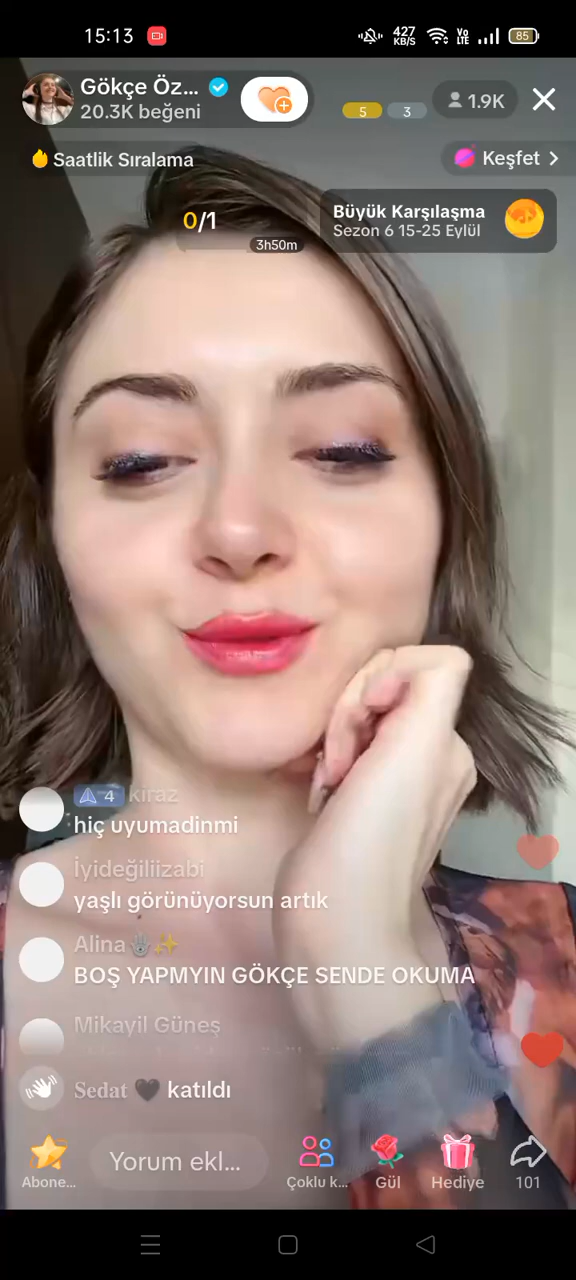 15:13
427
KB/S
Vo
LTE
85
Gökçe Öz...
20.3K beğeni
5
3
1.9K
Saatlik Sıralama
Keşfet
0/1
3h50m
Büyük Karşılaşma
Sezon 6 15-25 Eylül
4 kiraz
hiç uyumadinmi
İyideğiliizabi
yaşlı görünüyorsun artık
Alina
BOŞ YAPMYIN GÖKÇE SENDE OKUMA
Mikayil Güneş
Sedat katıldı
Abone...
Yorum ekl...
Çoklu k...
Gül
Hediye
101